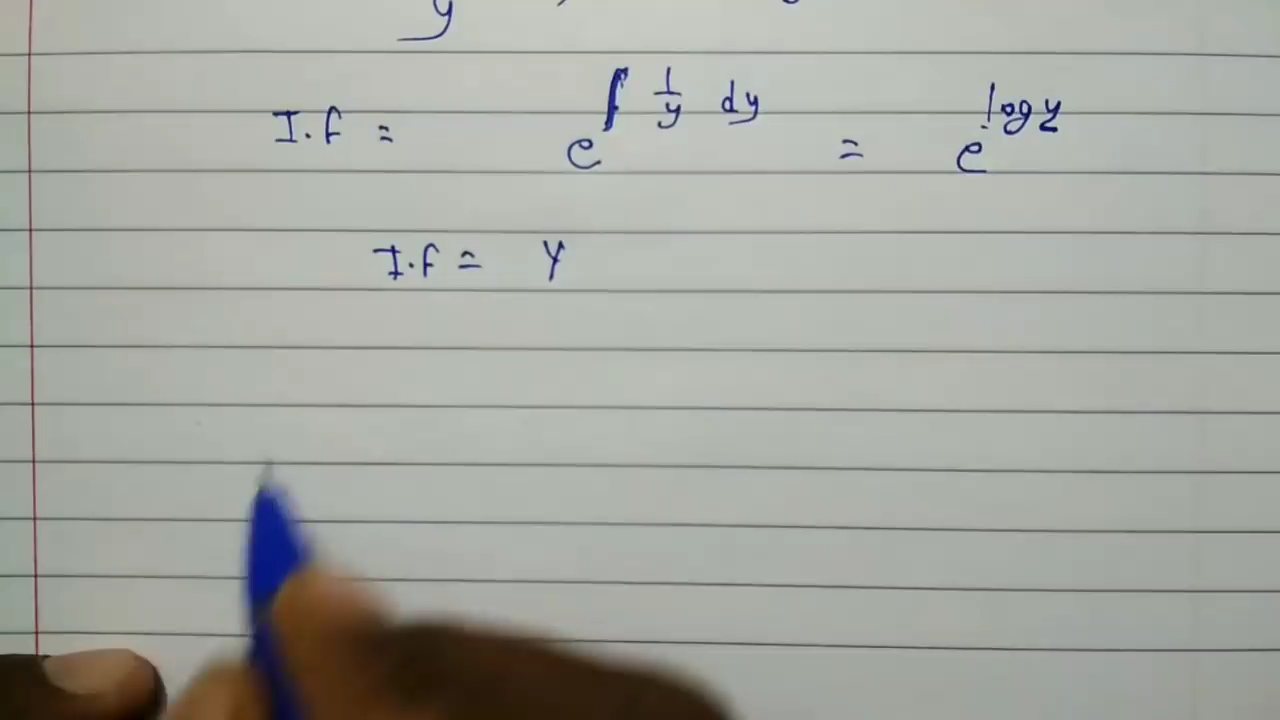 y
I.f = e^∫ 1/y dy = e^log y
I.f = y